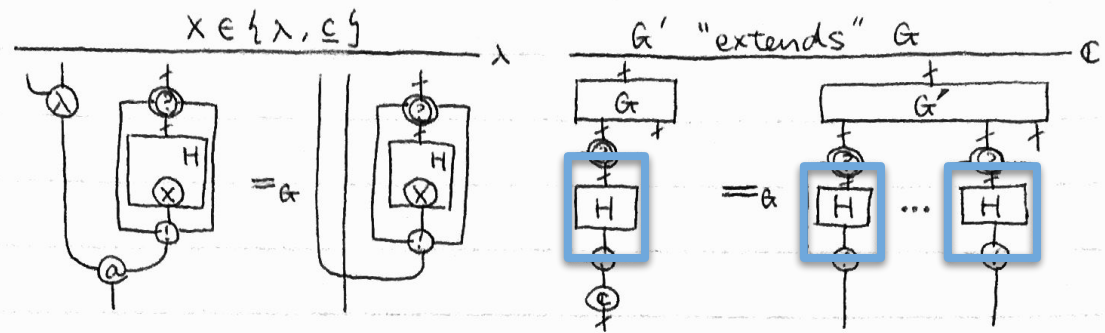 X ∈ {λ, c} λ
G' "extends" G C
λ ? H X ! @
=G
? H X !
G ? H ! C
=G
G' ? H ! ... ? H !